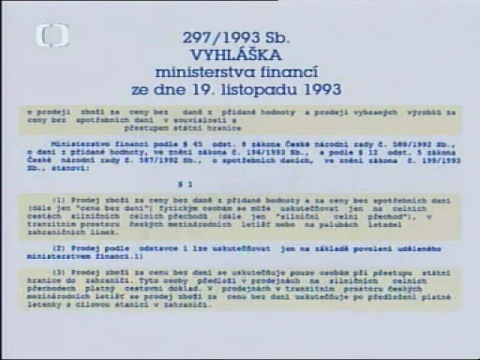 297/1993 Sb.
VYHLÁŠKA
ministerstva financí
ze dne 19. listopadu 1993
o prodeji zboží za ceny bez daně z přidané hodnoty a prodeji vybraných výrobků za
ceny bez spotřebních daní v souvislosti s
přestupem státní hranice
Ministerstvo financí podle § 45 odst. 8 zákona České národní rady č. 588/1992 Sb.,
o dani z přidané hodnoty, ve znění zákona č. 196/1993 Sb., a podle § 12 odst. 5 zákona
České národní rady č. 587/1992 Sb., o spotřebních daních, ve znění zákona č. 199/1993
Sb., stanoví:
§ 1
(1) Prodej zboží za ceny bez daně z přidané hodnoty a za ceny bez spotřebních daní
(dále jen "cena bez daní") fyzickým osobám se může uskutečňovat jen na celních
cestách silničních celních přechodů (dále jen "silniční celní přechod"), v
tranzitním prostoru českých mezinárodních letišť nebo na palubách letadel
zahraničních linek.
(2) Prodej podle odstavce 1 lze uskutečňovat jen na základě povolení uděleného
ministerstvem financí.1)
(3) Prodej zboží za cenu bez daní se uskutečňuje pouze osobám při přestupu státní
hranice do zahraničí. Tyto osoby předloží v prodejnách na silničních celních
přechodech platný cestovní doklad. V prodejnách v tranzitním prostoru českých
mezinárodních letišť se prodej zboží za cenu bez daní uskutečňuje po předložení platné
letenky s cílovou stanicí v zahraničí.